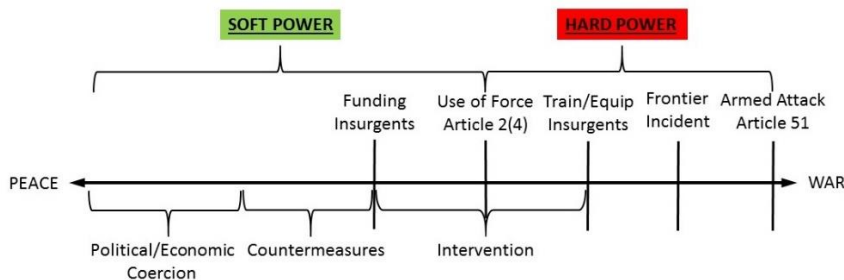 SOFT POWER
HARD POWER
Funding
Insurgents
Use of Force
Article 2(4)
Train/Equip
Insurgents
Frontier
Incident
Armed Attack
Article 51
PEACE
WAR
Political/Economic
Coercion
Countermeasures
Intervention